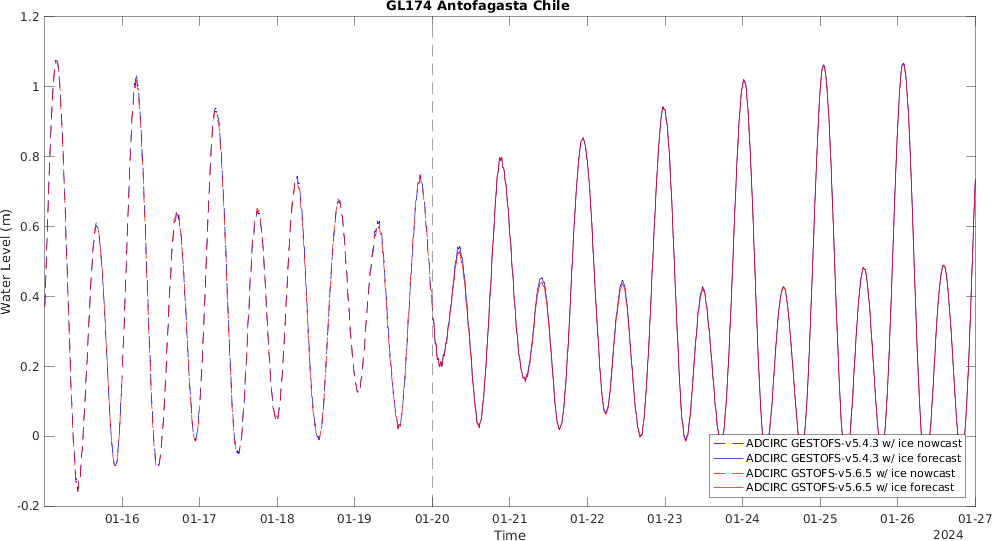 GL174 Antofagasta Chile
1.2
1
0.8
0.6
0.4
0.2
0
-0.2
Water Level (m)
ADCIRC GESTOFS-v5.4.3 w/ ice nowcast
ADCIRC GESTOFS-v5.4.3 w/ ice forecast
ADCIRC GSTOFS-v5.6.5 w/ ice nowcast
ADCIRC GSTOFS-v5.6.5 w/ ice forecast
01-16 01-17 01-18 01-19 01-20 01-21 01-22 01-23 01-24 01-25 01-26 01-27
Time
2024